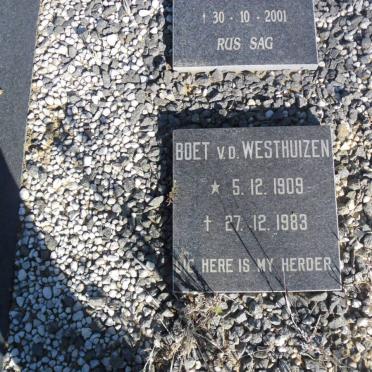 † 30-10-2001
RUS SAG
BOET V.D. WESTHUIZEN
★ 5.12.1909
† 27.12.1983
DIE HERE IS MY HERDER